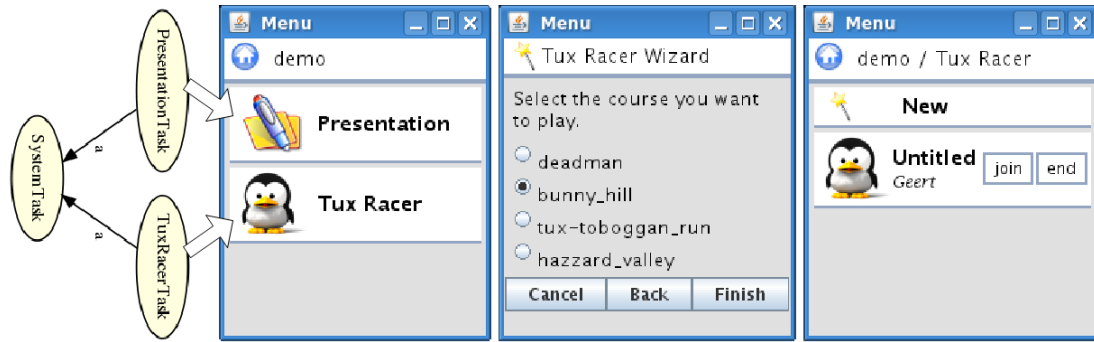 PresentationTask
a
SystemTask
a
TuxRacerTask
Menu
demo
Presentation
Tux Racer
Menu
Tux Racer Wizard
Select the course you want
to play.
deadman
bunny_hill
tux-toboggan_run
hazzard_valley
Cancel Back Finish
Menu
demo / Tux Racer
New
Untitled
Geert
join end